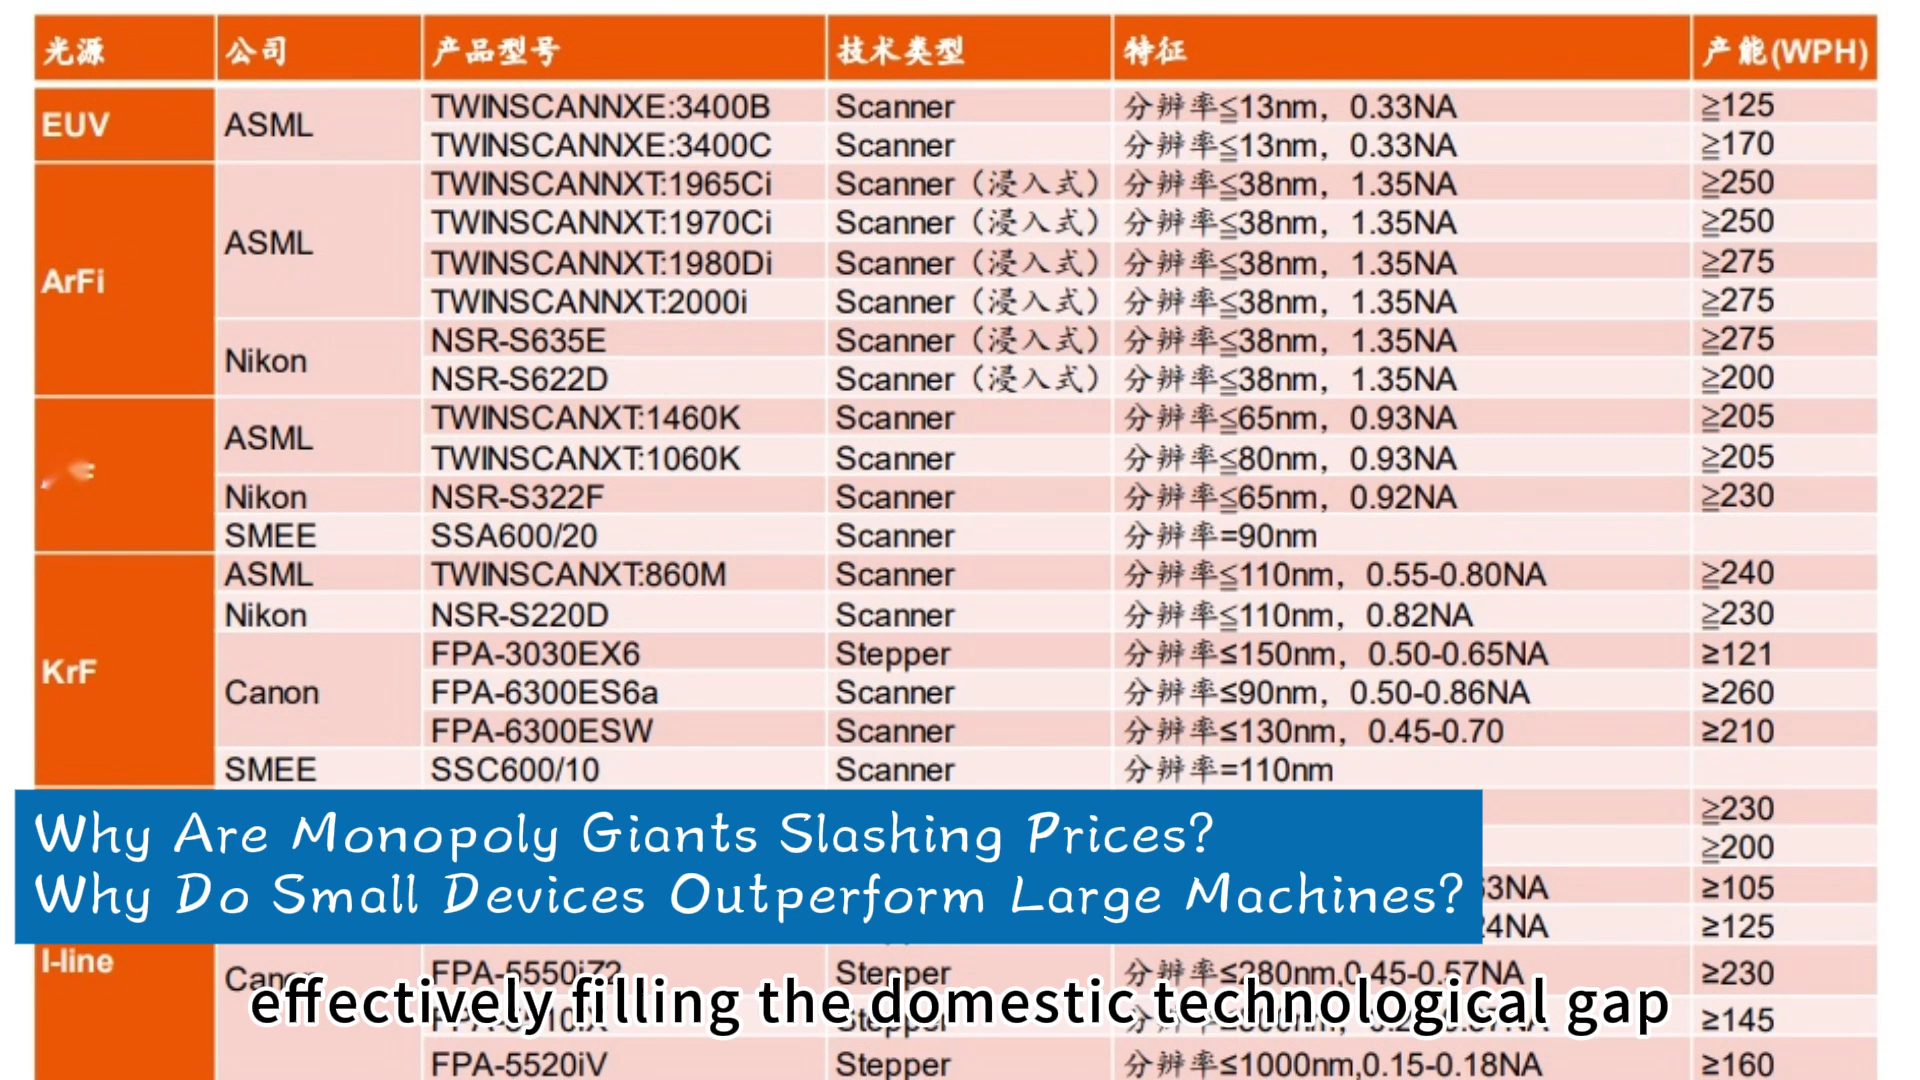 光源 公司 产品型号 技术类型 特征 产能(WPH)
EUV ASML TWINSCANNXE:3400B Scanner 分辨率≦13nm，0.33NA ≧125
TWINSCANNXE:3400C Scanner 分辨率≦13nm，0.33NA ≧170
ArFi ASML TWINSCANNXT:1965Ci Scanner（浸入式） 分辨率≦38nm，1.35NA ≧250
TWINSCANNXT:1970Ci Scanner（浸入式） 分辨率≦38nm，1.35NA ≧250
TWINSCANNXT:1980Di Scanner（浸入式） 分辨率≦38nm，1.35NA ≧275
TWINSCANNXT:2000i Scanner（浸入式） 分辨率≦38nm，1.35NA ≧275
Nikon NSR-S635E Scanner（浸入式） 分辨率≦38nm，1.35NA ≧275
NSR-S622D Scanner（浸入式） 分辨率≦38nm，1.35NA ≧200
ASML TWINSCANXT:1460K Scanner 分辨率≦65nm，0.93NA ≧205
TWINSCANXT:1060K Scanner 分辨率≦80nm，0.93NA ≧205
Nikon NSR-S322F Scanner 分辨率≦65nm，0.92NA ≧230
SMEE SSA600/20 Scanner 分辨率=90nm
KrF ASML TWINSCANXT:860M Scanner 分辨率≦110nm，0.55-0.80NA ≧240
Nikon NSR-S220D Scanner 分辨率≦110nm，0.82NA ≧230
Canon FPA-3030EX6 Stepper 分辨率≤150nm，0.50-0.65NA ≥121
FPA-6300ES6a Scanner 分辨率≤90nm，0.50-0.86NA ≥260
FPA-6300ESW Scanner 分辨率≤130nm，0.45-0.70 ≥210
SMEE SSC600/10 Scanner 分辨率=110nm
≧230
≧200
3NA ≥105
24NA ≥125
Why Are Monopoly Giants Slashing Prices?
Why Do Small Devices Outperform Large Machines?
I-line Canon FPA-5550iZ2 Stepper 分辨率≤280nm,0.45-0.57NA ≥230
Stepper ≥145
effectively filling the domestic technological gap
FPA-5520iV Stepper 分辨率≤1000nm,0.15-0.18NA ≥160